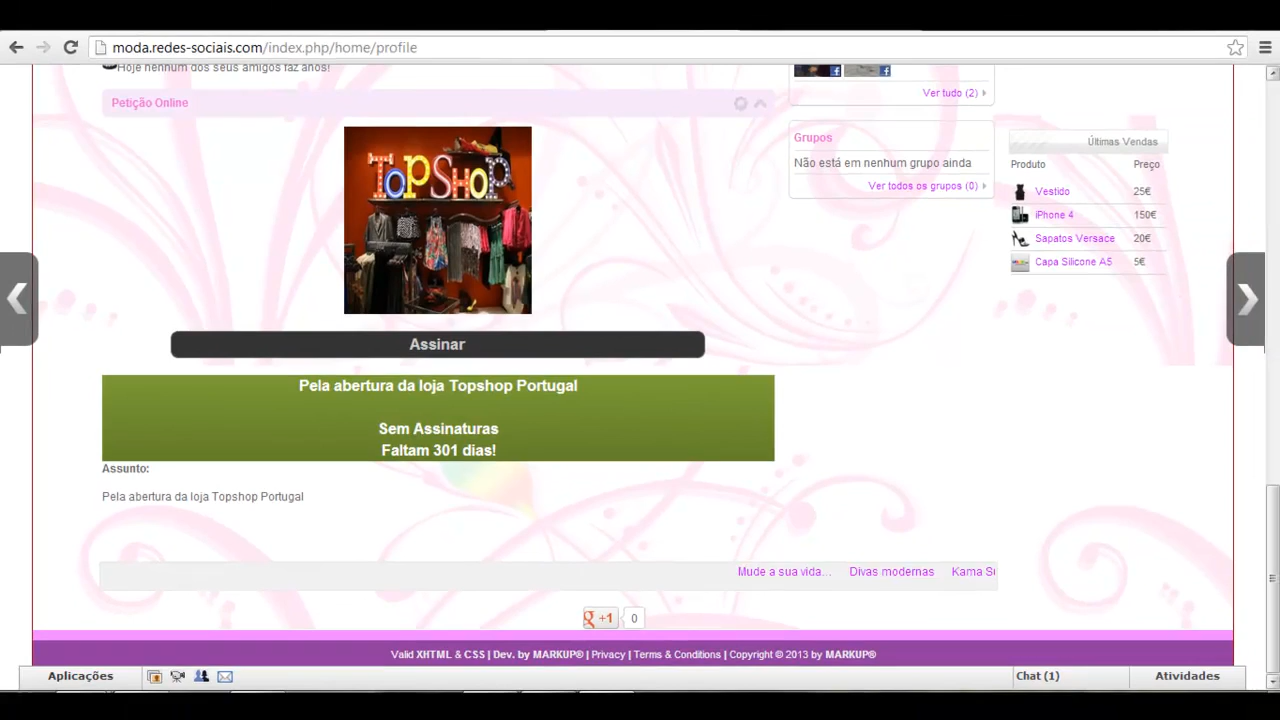 moda.redes-sociais.com/index.php/home/profile
Hoje nenhum dos seus amigos faz anos!
Petição Online
TOPSHOP
Assinar
Pela abertura da loja Topshop Portugal
Sem Assinaturas
Faltam 301 dias!
Assunto:
Pela abertura da loja Topshop Portugal
Ver tudo (2)
Grupos
Não está em nenhum grupo ainda
Ver todos os grupos (0)
Últimas Vendas
Produto Preço
Vestido 25€
iPhone 4 150€
Sapatos Versace 20€
Capa Silicone A5 5€
Mude a sua vida... Divas modernas Kama S
g +1 0
Valid XHTML & CSS | Dev. by MARKUP® | Privacy | Terms & Conditions | Copyright © 2013 by MARKUP®
Aplicações Chat (1) Atividades